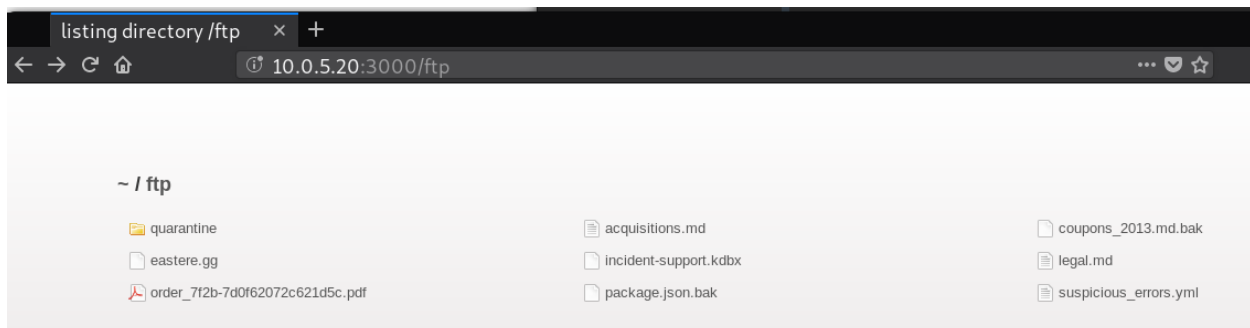 listing directory /ftp
10.0.5.20:3000/ftp
~ / ftp
quarantine acquisitions.md coupons_2013.md.bak
eastere.gg incident-support.kdbx legal.md
order_7f2b-7d0f62072c621d5c.pdf package.json.bak suspicious_errors.yml